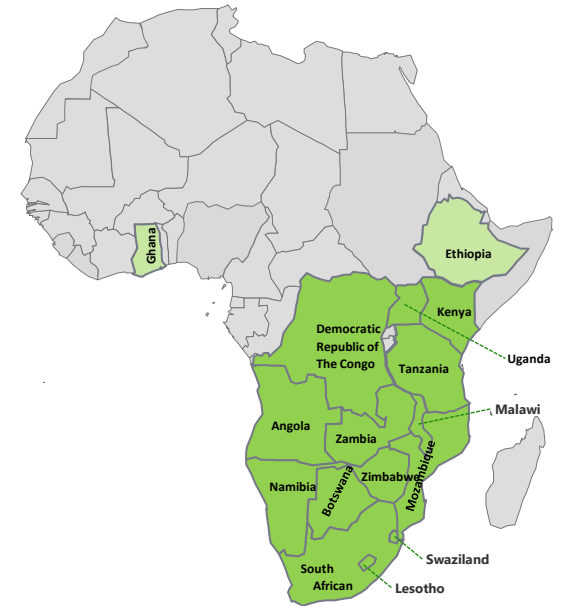 Ghana
Ethiopia
Kenya
Democratic
Republic of
The Congo
Uganda
Tanzania
Malawi
Angola
Zambia
Mozambique
Zimbabwe
Namibia
Botswana
Swaziland
South
African
Lesotho